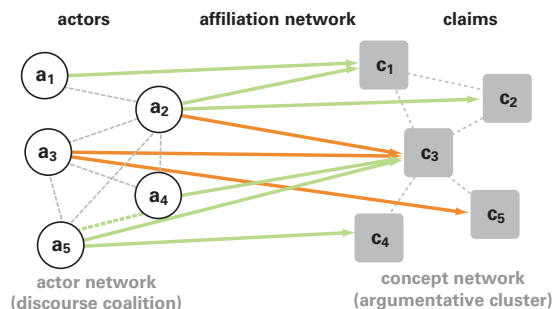 actors affiliation network claims
a1
c1
a2
c2
a3
c3
a4
c5
a5
c4
actor network
(discourse coalition)
concept network
(argumentative cluster)